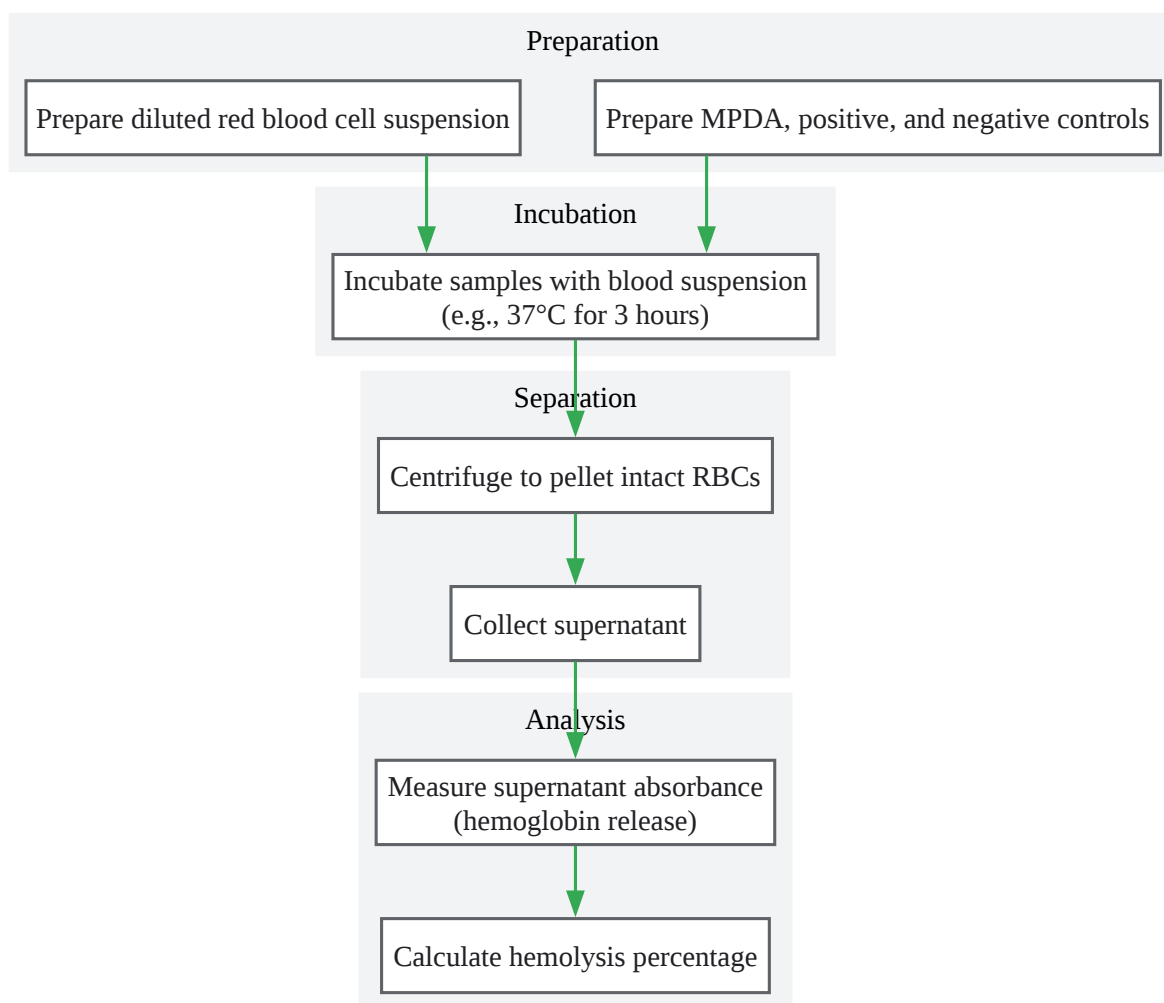 Preparation
Prepare diluted red blood cell suspension
Prepare MPDA, positive, and negative controls
Incubation
Incubate samples with blood suspension
(e.g., 37°C for 3 hours)
Separation
Centrifuge to pellet intact RBCs
Collect supernatant
Analysis
Measure supernatant absorbance
(hemoglobin release)
Calculate hemolysis percentage